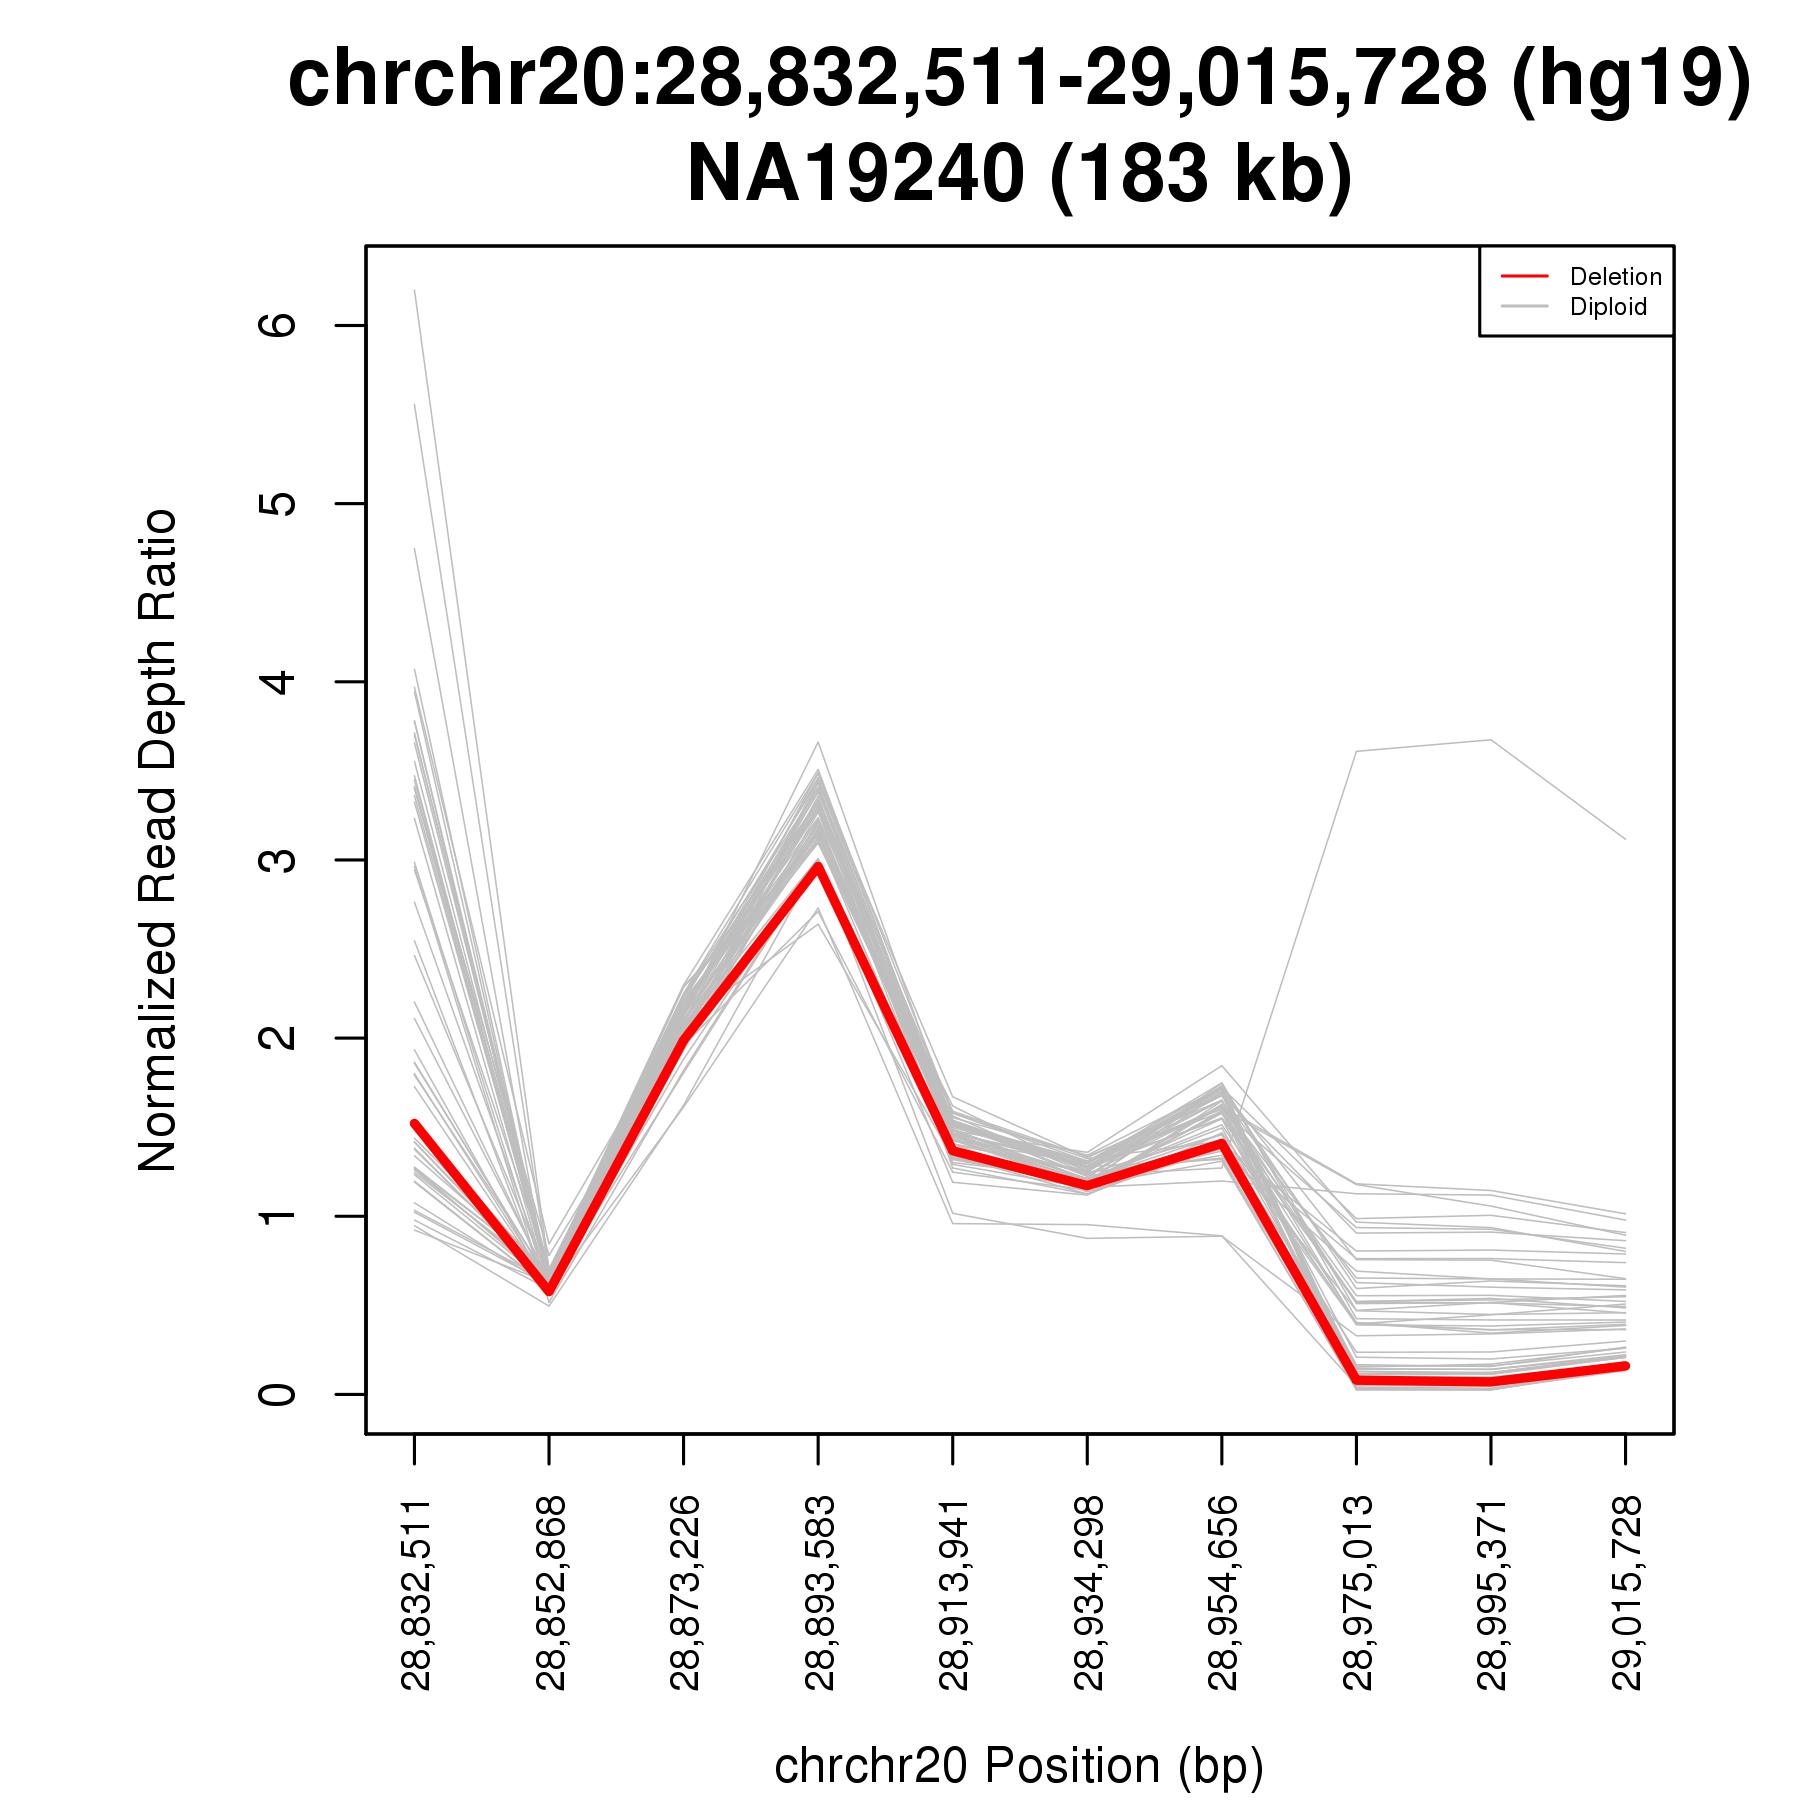 chrchr20:28,832,511-29,015,728 (hg19)
NA19240 (183 kb)
Deletion
Diploid
Normalized Read Depth Ratio
6
5
4
3
2
1
0
28,832,511
28,852,868
28,873,226
28,893,583
28,913,941
28,934,298
28,954,656
28,975,013
28,995,371
29,015,728
chrchr20 Position (bp)